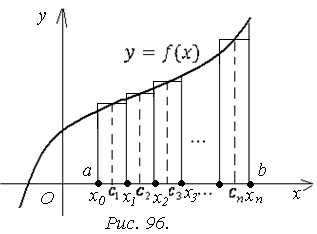 y
y = f(x)
...
a b
O x₀ c₁ x₁ c₂ x₂ c₃ x₃... cₙ xₙ x
Рис. 96.